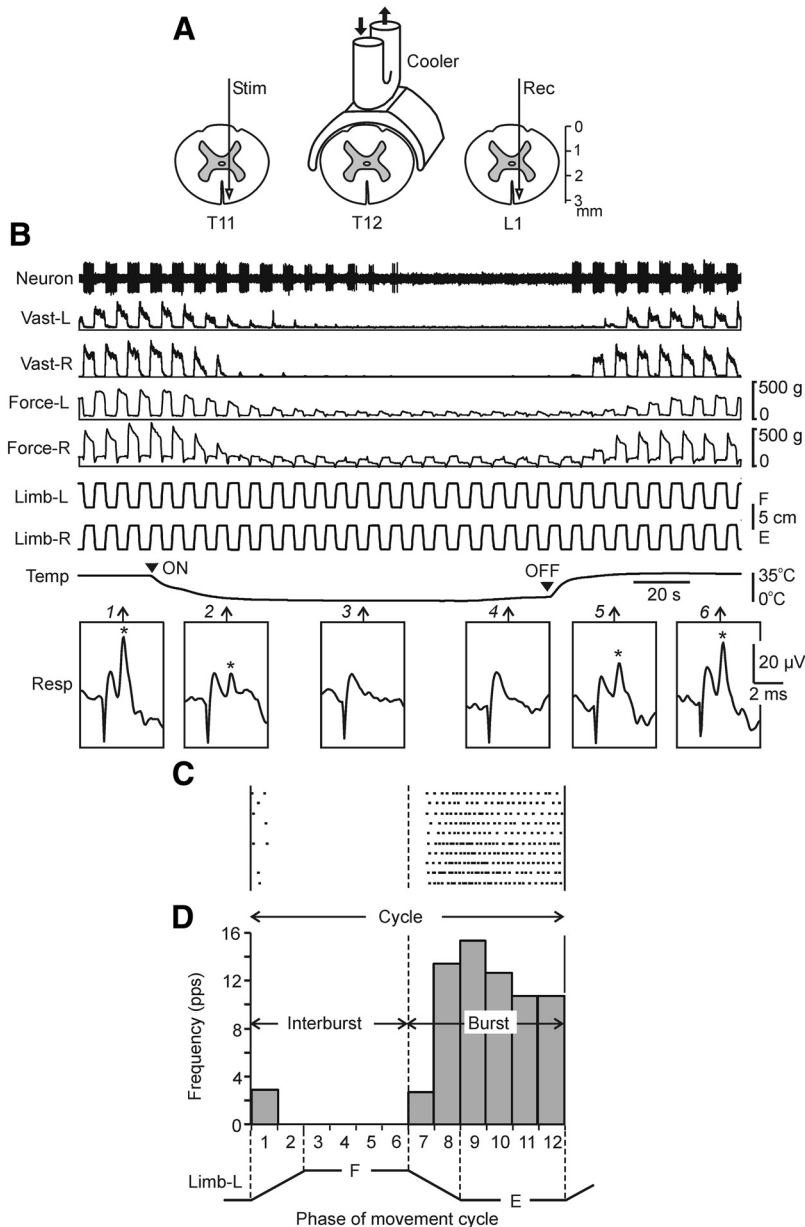 A
Cooler
Stim
Rec
0
1
2
3
mm
T11
T12
L1
B
Neuron
Vast-L
Vast-R
Force-L
500 g
0
Force-R
500 g
0
Limb-L
F
5 cm
Limb-R
E
Temp
ON
OFF
20 s
35°C
0°C
1
2
3
4
5
6
*
*
*
*
Resp
20 µV
2 ms
C
D
Cycle
16
12
8
4
0
Frequency (pps)
Interburst
Burst
1 2 3 4 5 6 7 8 9 10 11 12
Limb-L
F
E
Phase of movement cycle